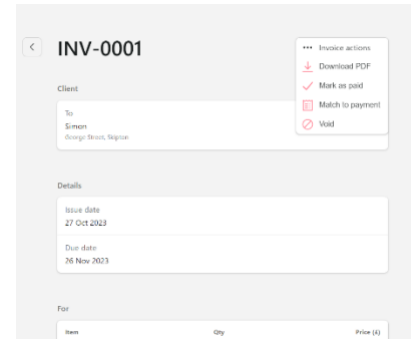 INV-0001
Invoice actions
Download PDF
Mark as paid
Match to payment
Void
Client
To
Simon
George Street, Skipton
Details
Issue date
27 Oct 2023
Due date
26 Nov 2023
For
Item Qty Price (£)